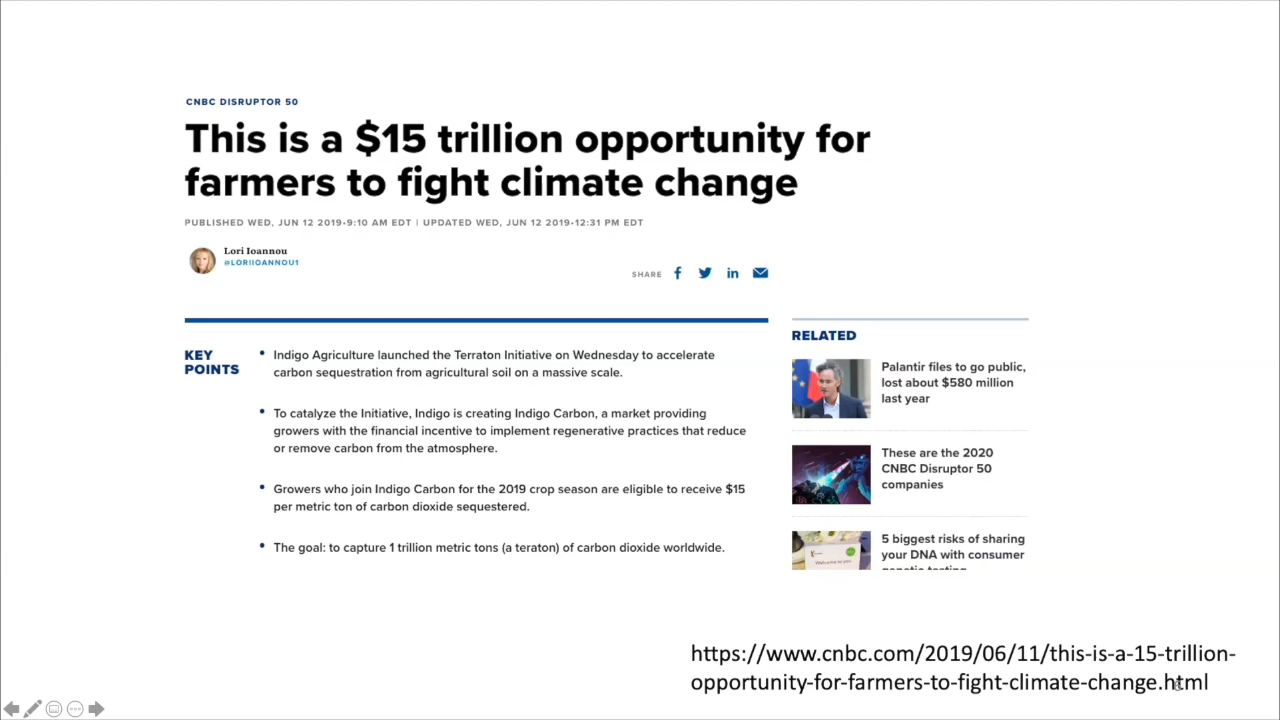 CNBC DISRUPTOR 50
This is a $15 trillion opportunity for
farmers to fight climate change
PUBLISHED WED, JUN 12 2019•9:10 AM EDT | UPDATED WED, JUN 12 2019•12:31 PM EDT
Lori Ioannou
@LORIIOANNOU1
SHARE
KEY
POINTS
• Indigo Agriculture launched the Terraton Initiative on Wednesday to accelerate
carbon sequestration from agricultural soil on a massive scale.
• To catalyze the Initiative, Indigo is creating Indigo Carbon, a market providing
growers with the financial incentive to implement regenerative practices that reduce
or remove carbon from the atmosphere.
• Growers who join Indigo Carbon for the 2019 crop season are eligible to receive $15
per metric ton of carbon dioxide sequestered.
• The goal: to capture 1 trillion metric tons (a teraton) of carbon dioxide worldwide.
RELATED
Palantir files to go public,
lost about $580 million
last year
These are the 2020
CNBC Disruptor 50
companies
5 biggest risks of sharing
your DNA with consumer
genetic testing
Welcome to you
https://www.cnbc.com/2019/06/11/this-is-a-15-trillion-
opportunity-for-farmers-to-fight-climate-change.html